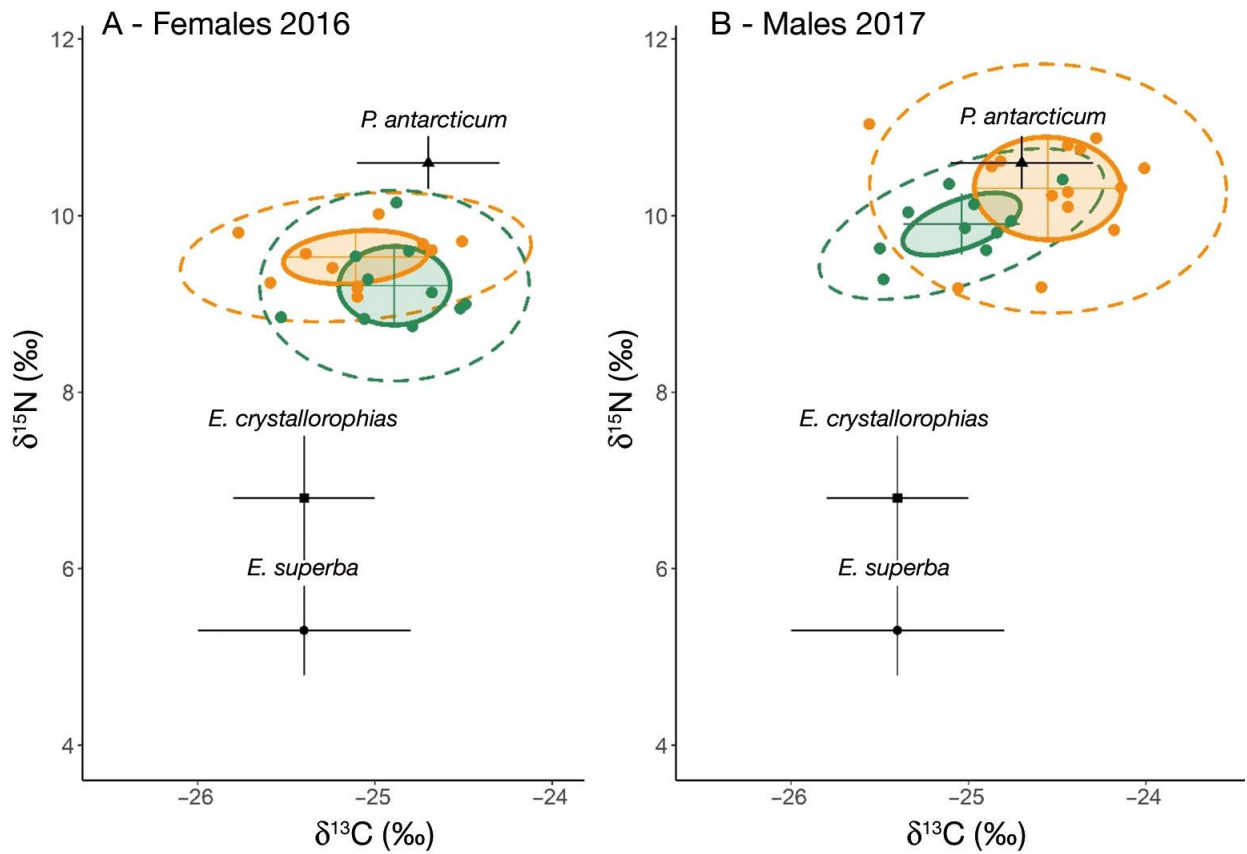 A - Females 2016
12
10
8
6
4
δ¹⁵N (‰)
P. antarcticum
E. crystallorophias
E. superba
−26
−25
−24
δ¹³C (‰)
B - Males 2017
12
10
8
6
4
δ¹⁵N (‰)
P. antarcticum
E. crystallorophias
E. superba
−26
−25
−24
δ¹³C (‰)